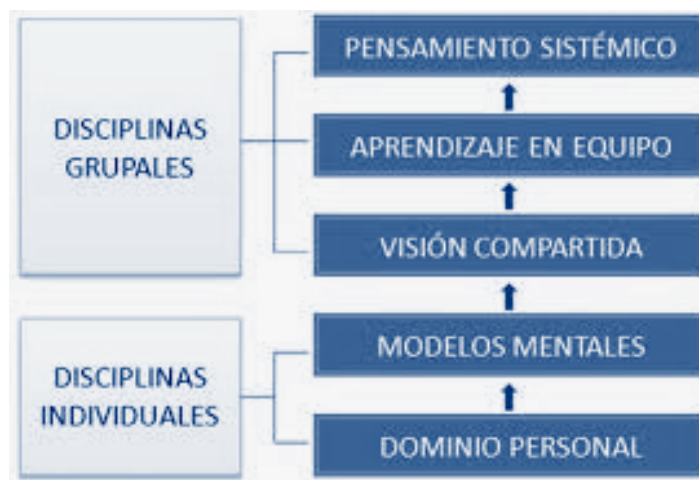 DISCIPLINAS
GRUPALES
PENSAMIENTO SISTÉMICO
APRENDIZAJE EN EQUIPO
VISIÓN COMPARTIDA
DISCIPLINAS
INDIVIDUALES
MODELOS MENTALES
DOMINIO PERSONAL